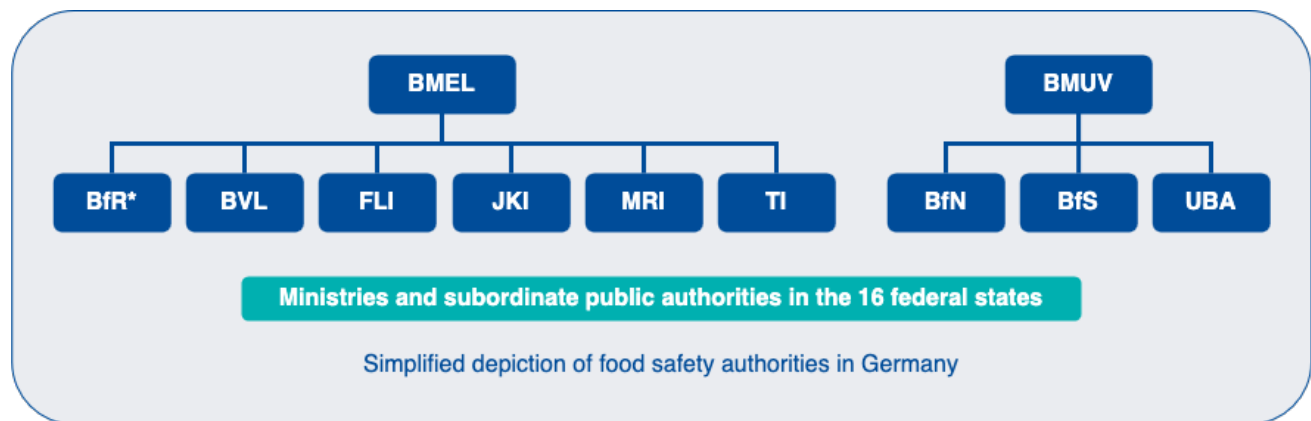 BMEL BMUV
BfR* BVL FLI JKI MRI TI BfN BfS UBA
Ministries and subordinate public authorities in the 16 federal states
Simplified depiction of food safety authorities in Germany